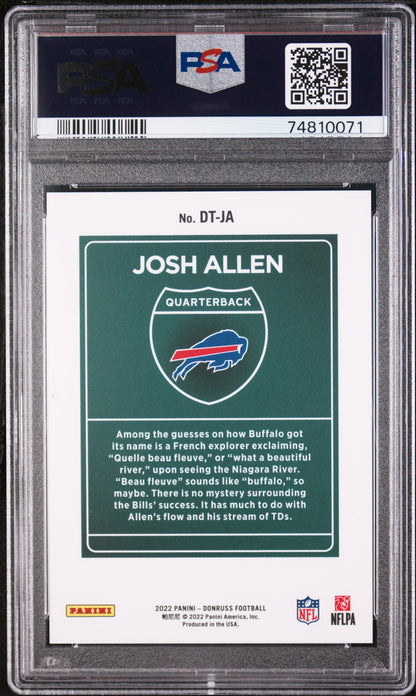 PSA
PSA
74810071
No. DT-JA
JOSH ALLEN
QUARTERBACK
Among the guesses on how Buffalo got
its name is a French explorer exclaiming,
“Quelle beau fleuve,” or “what a beautiful
river,” upon seeing the Niagara River.
“Beau fleuve” sounds like “buffalo,” so
maybe. There is no mystery surrounding
the Bills’ success. It has much to do with
Allen’s flow and his stream of TDs.
PANINI
2022 PANINI – DONRUSS FOOTBALL
帕尼尼 © 2022 Panini America, Inc.
Produced in the USA.
NFL
NFLPA